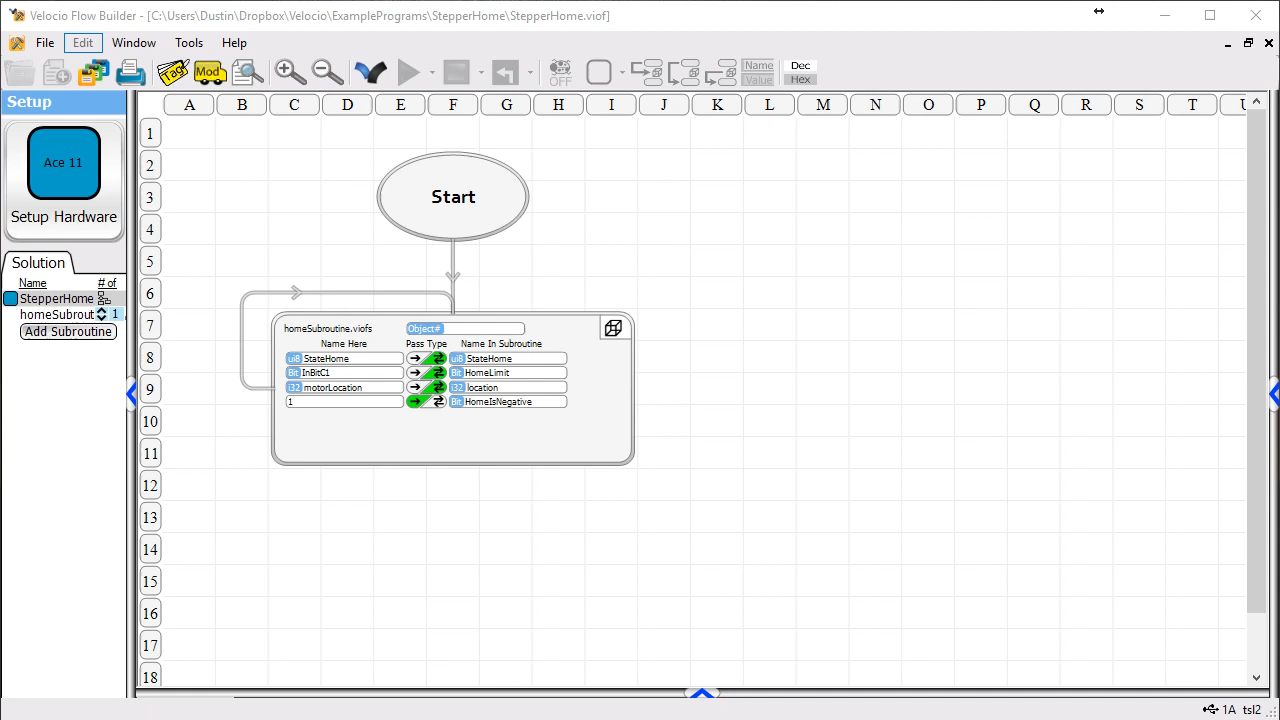 Velocio Flow Builder - [C:\Users\Dustin\Dropbox\Velocio\ExamplePrograms\StepperHome\StepperHome.viof]
File Edit Window Tools Help
Tag Mod OFF Name Value Dec Hex
Setup
Ace 11
Setup Hardware
Solution
Name # of
StepperHome
homeSubrout 1
Add Subroutine
A B C D E F G H I J K L M N O P Q R S T U
1
2
3
4
5
6
7
8
9
10
11
12
13
14
15
16
17
18
Start
homeSubroutine.viofs Object#
Name Here Pass Type Name In Subroutine
ui8 StateHome ui8 StateHome
Bit InBitC1 Bit HomeLimit
i32 motorLocation i32 location
1 Bit HomeIsNegative
1A tsl2